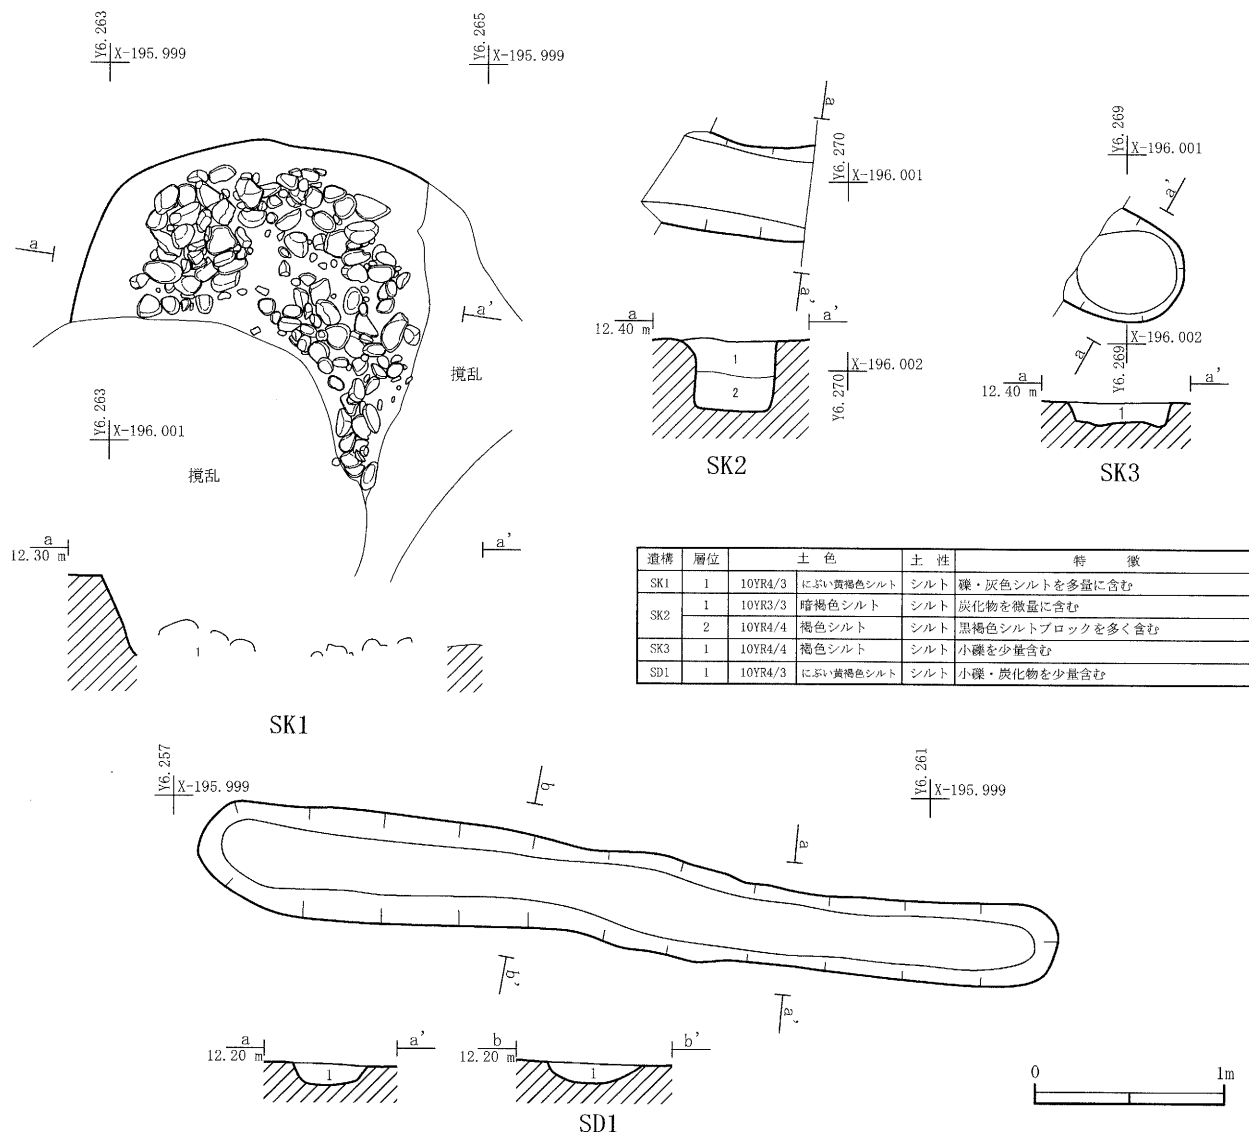 Y6.263
X-195.999
Y6.265
X-195.999
a
a'
Y6.263
X-196.001
撹乱
撹乱
a
12.30 m
a'
1
SK1
a
a'
Y6.270
X-196.001
a
12.40 m
a'
1
2
X-196.002
Y6.270
SK2
Y6.269
X-196.001
a'
a
X-196.002
Y6.269
a
12.40 m
a'
1
SK3
遺構 層位 土 色 土 性 特 徴
SK1 1 10YR4/3 にぶい黄褐色シルト シルト 礫・灰色シルトを多量に含む
SK2 1 10YR3/3 暗褐色シルト シルト 炭化物を微量に含む
2 10YR4/4 褐色シルト シルト 黒褐色シルトブロックを多く含む
SK3 1 10YR4/4 褐色シルト シルト 小礫を少量含む
SD1 1 10YR4/3 にぶい黄褐色シルト シルト 小礫・炭化物を少量含む
Y6.257
X-195.999
Y6.261
X-195.999
b
a
b'
a'
a
12.20 m
a'
1
b
12.20 m
b'
1
SD1
0 1m